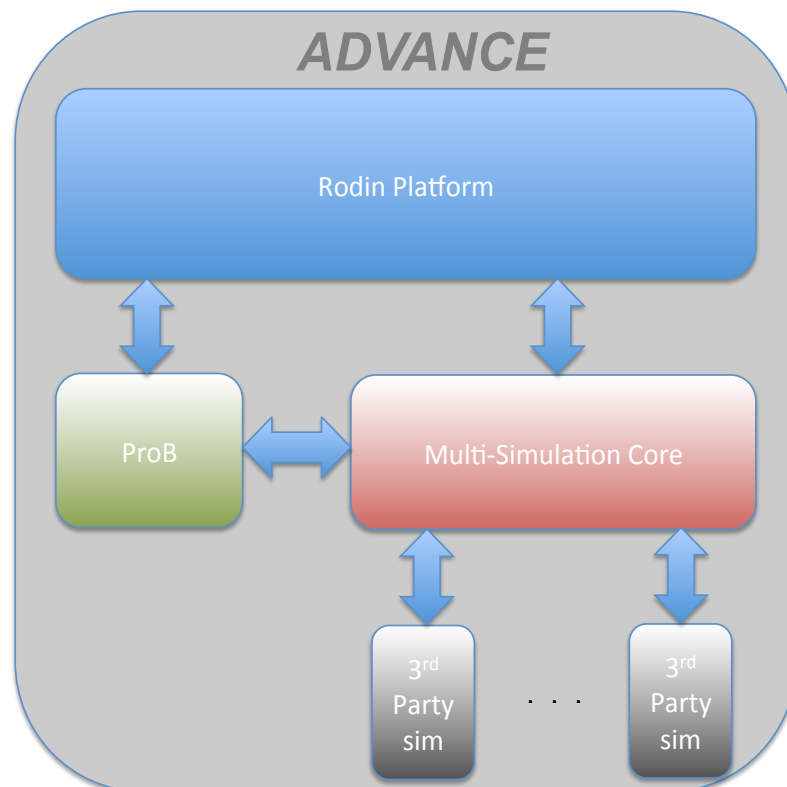 ADVANCE
Rodin Platform
ProB
Multi-Simulation Core
3rd
Party
sim
. . .
3rd
Party
sim